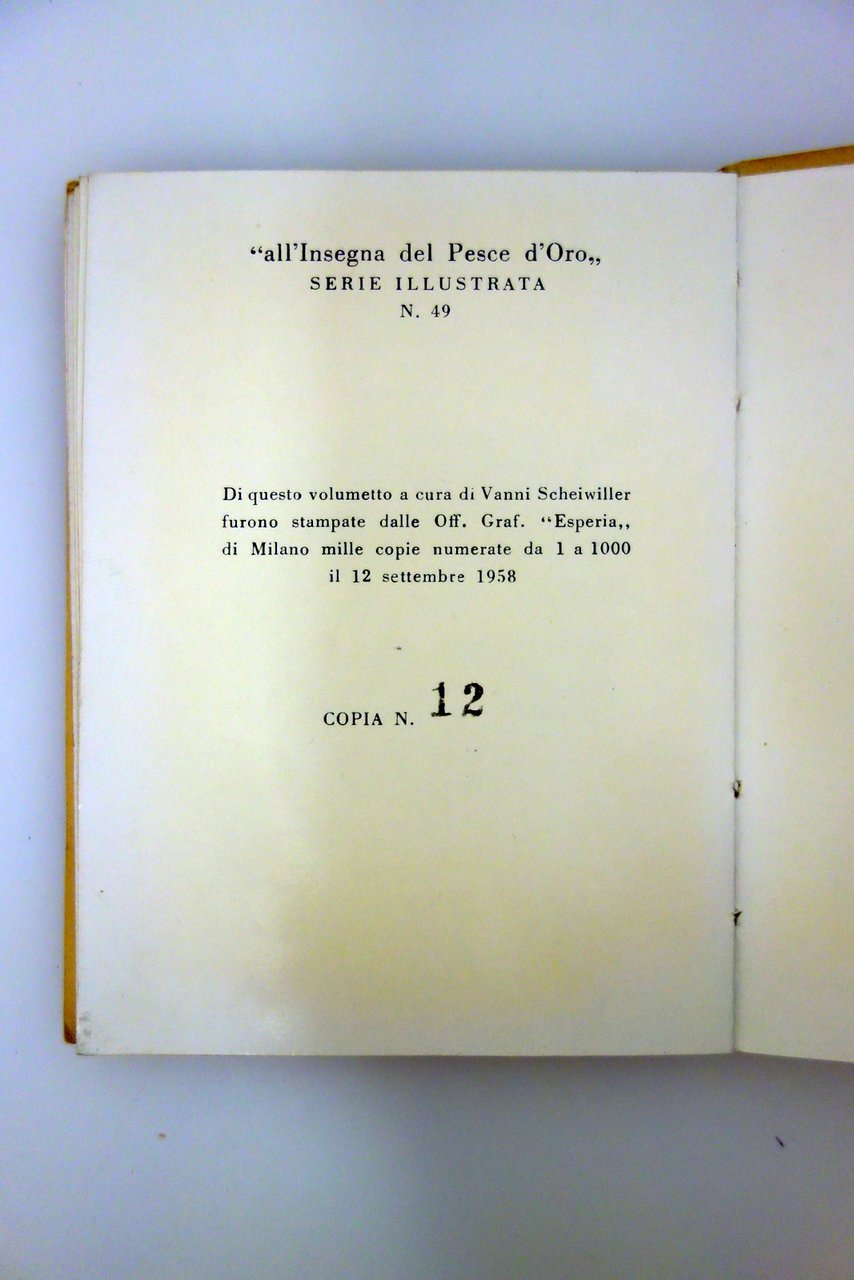 “all’Insegna del Pesce d’Oro„
SERIE ILLUSTRATA
N. 49
Di questo volumetto a cura di Vanni Scheiwiller
furono stampate dalle Off. Graf. “Esperia„
di Milano mille copie numerate da 1 a 1000
il 12 settembre 1958
COPIA N. 12